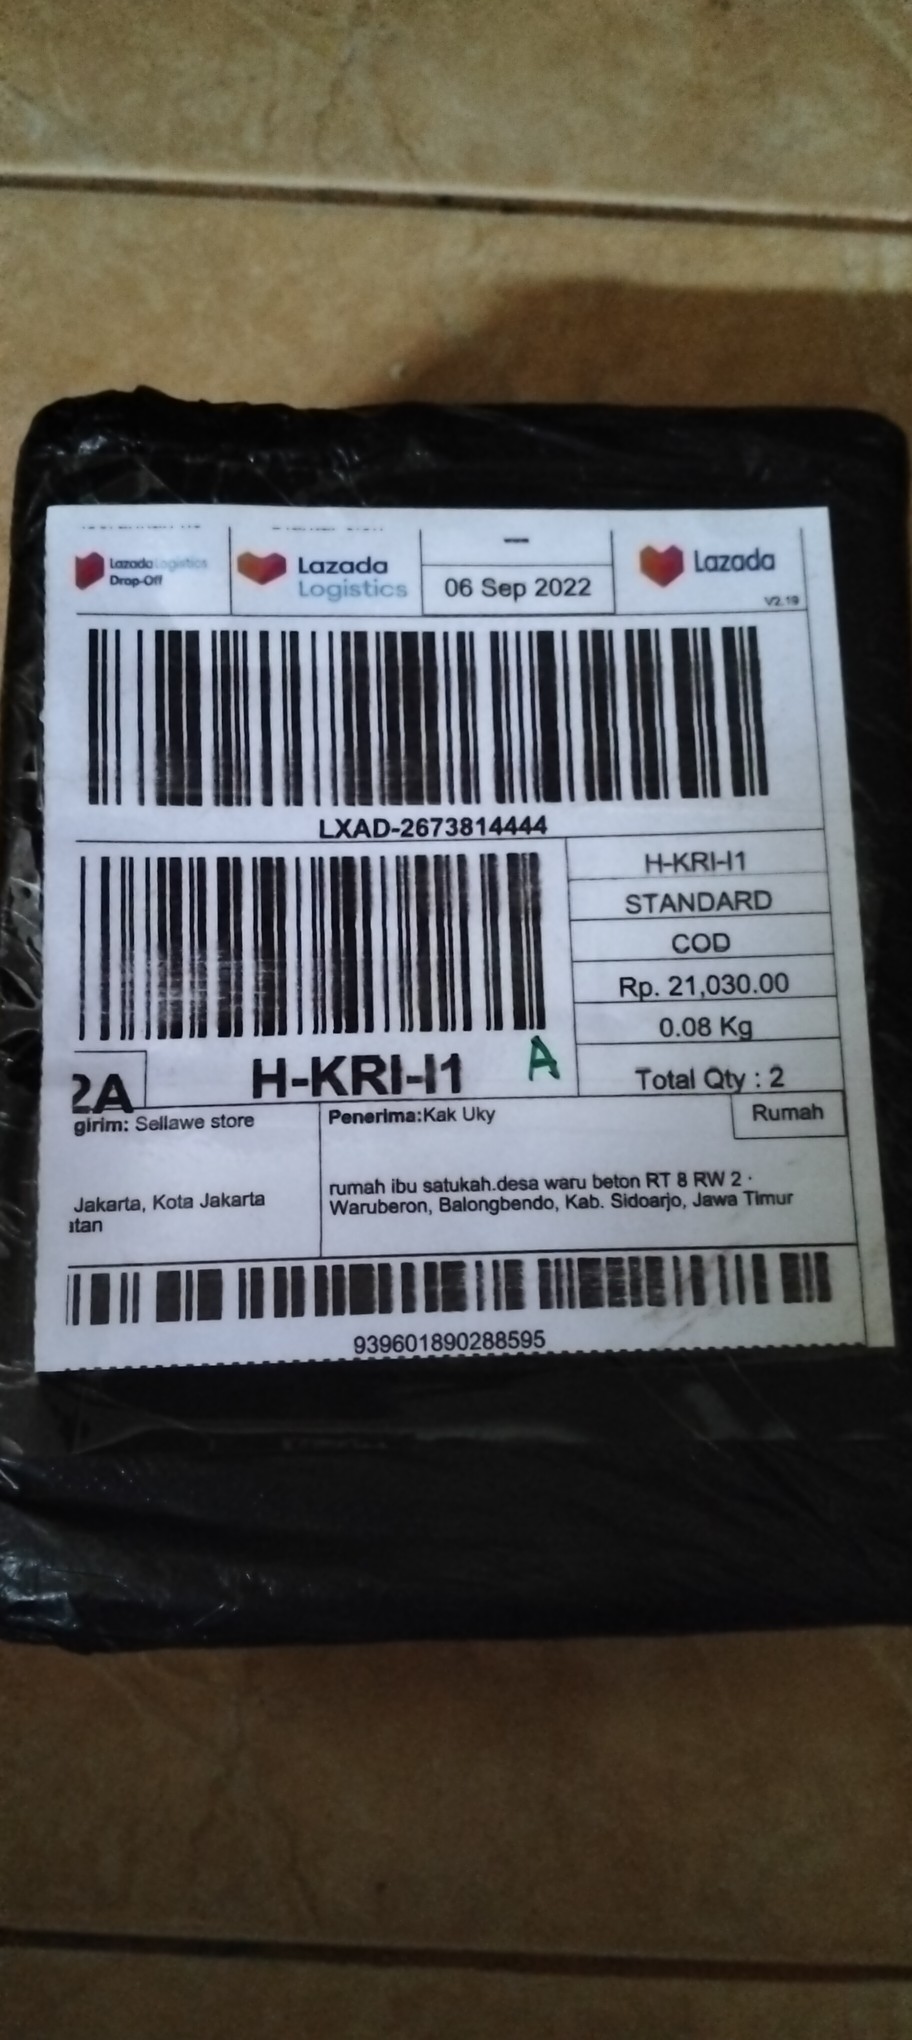 Lazada Logistics
Drop-Off
Lazada
Logistics
06 Sep 2022
Lazada
V2.19
LXAD-2673814444
H-KRI-I1
STANDARD
COD
Rp. 21,030.00
0.08 Kg
Total Qty : 2
2A
H-KRI-I1
A
girim: Sellawe store
Jakarta, Kota Jakarta
atan
Penerima:Kak Uky
Rumah
rumah ibu satukah.desa waru beton RT 8 RW 2 ·
Waruberon, Balongbendo, Kab. Sidoarjo, Jawa Timur
939601890288595